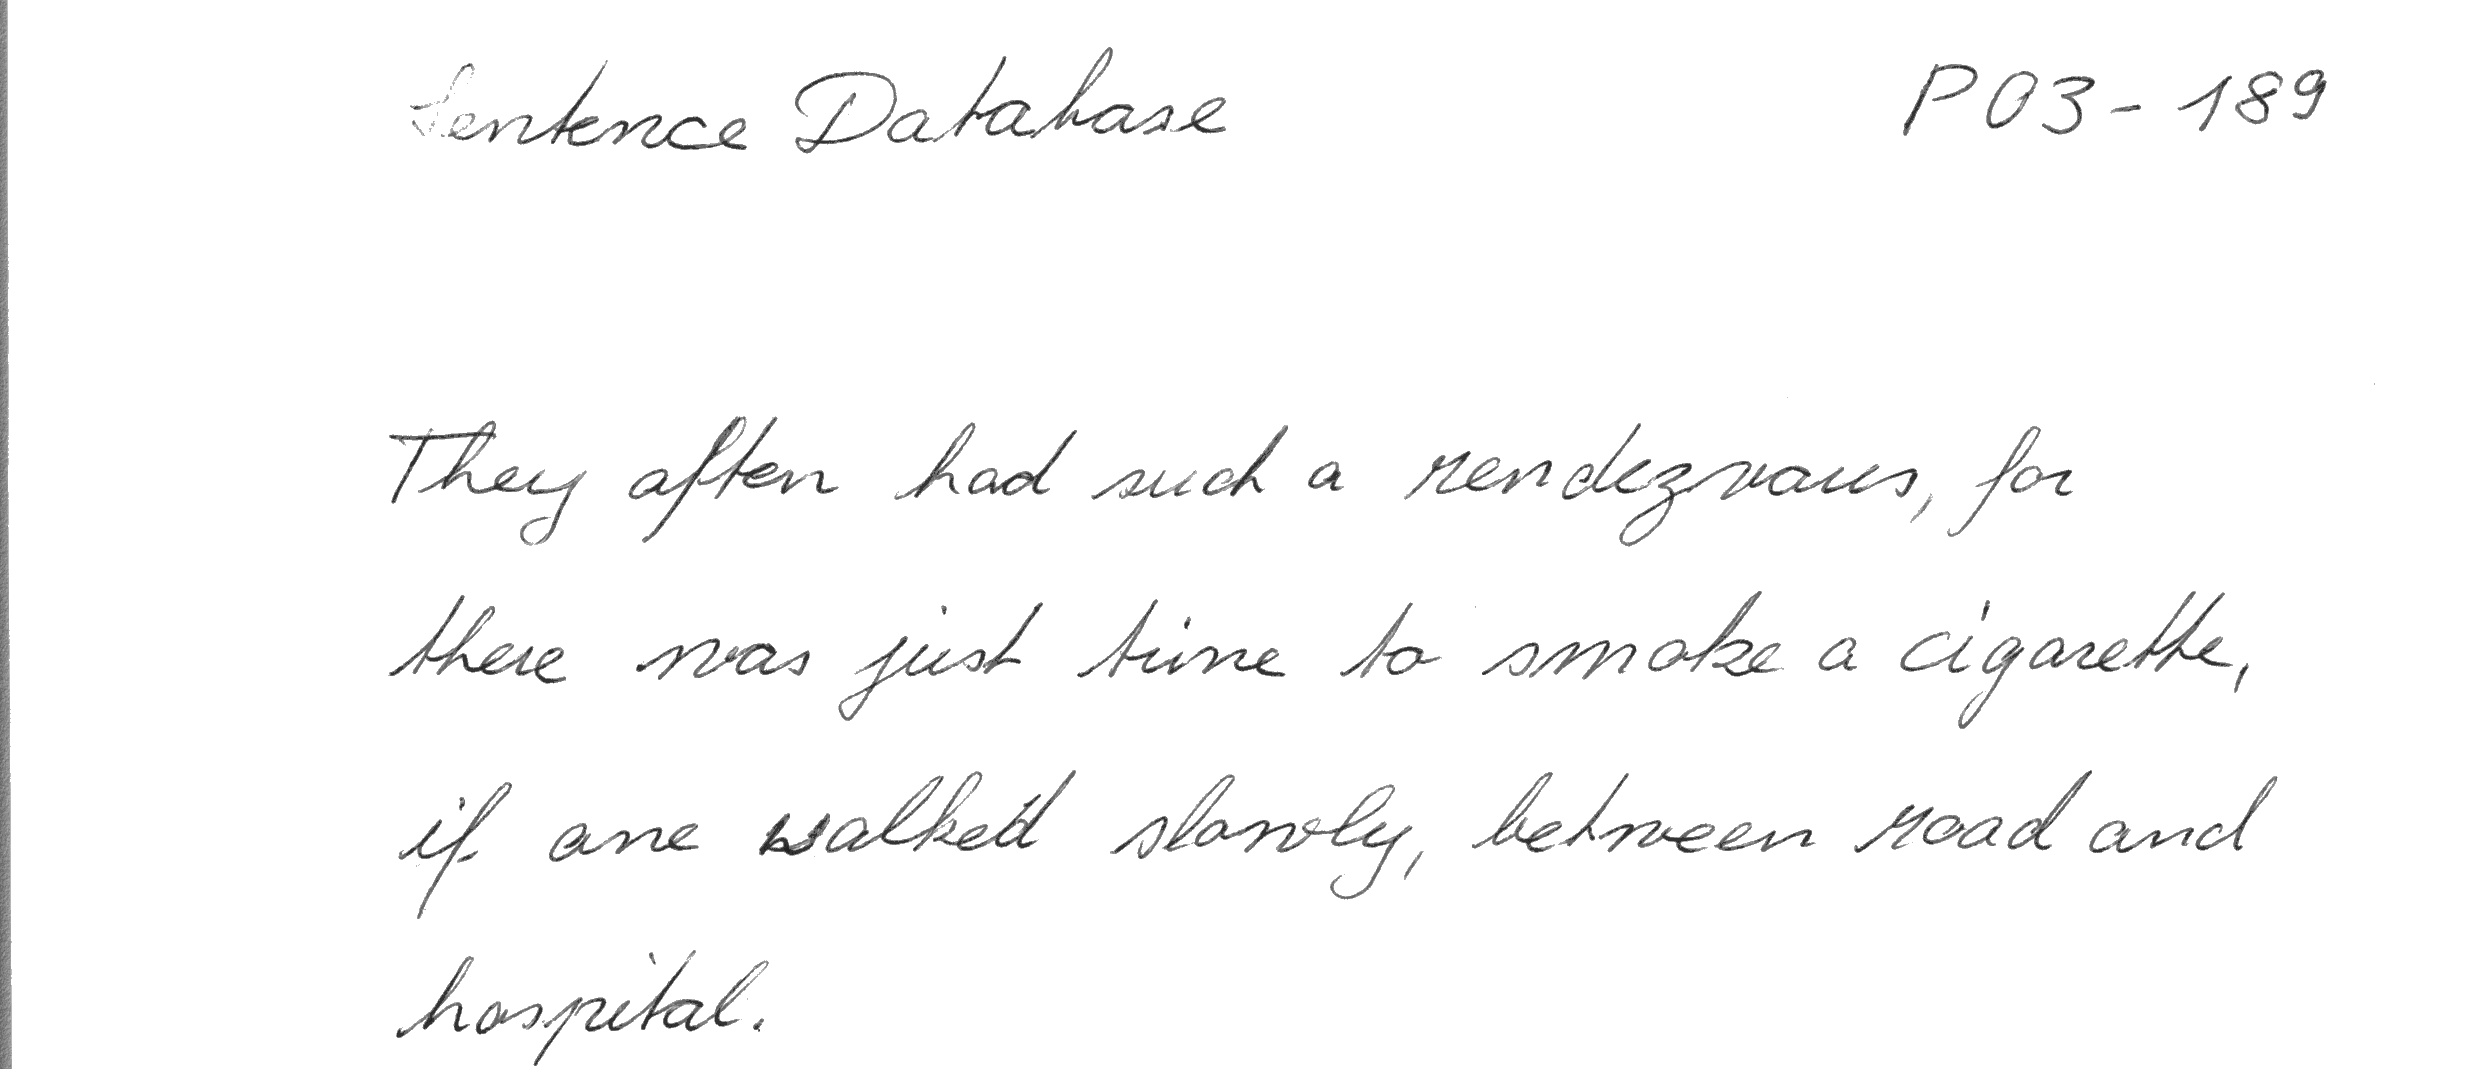 Sentence Database P03-189
They often had such a rendezvous, for
there was just time to smoke a cigarette,
if one walked slowly, between road and
hospital.